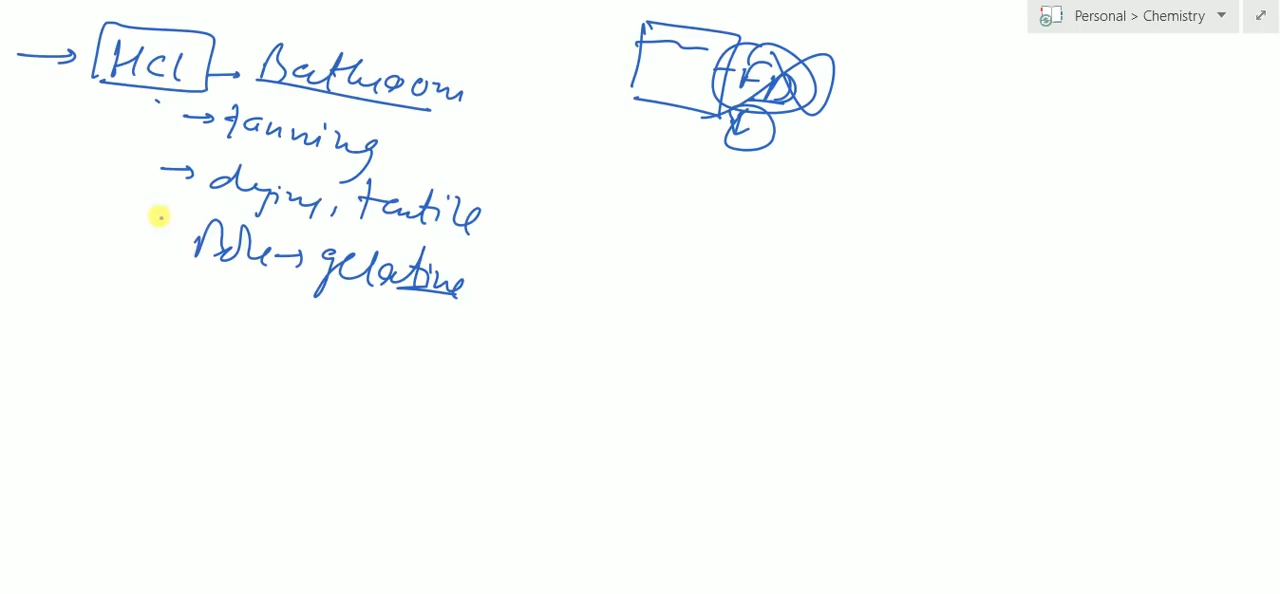 → HCl → Bathroom
→ tanning
→ dying, textile
→ gelatine
Personal > Chemistry